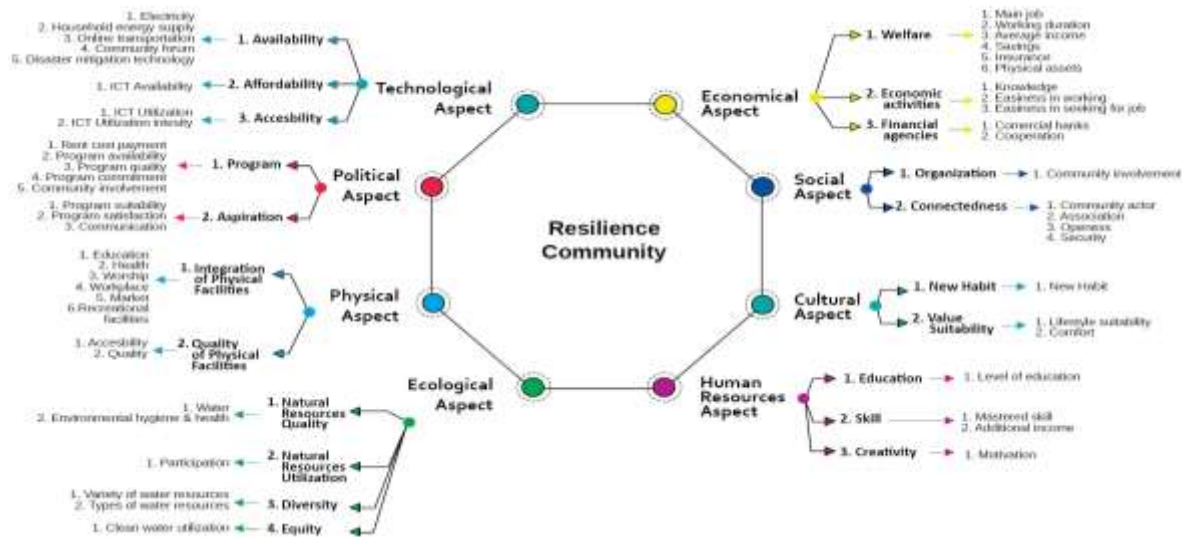 1. Electricity
2. Household energy supply
3. Online transportation
4. Community forum
5. Disaster mitigation technology
1. Availability
1. ICT Availability
2. Affordability
1. ICT Utilization
2. ICT Utilization intesity
3. Accesbility
Technological
Aspect
1. Rent cost payment
2. Program availability
3. Program quality
4. Program commitment
5. Community involvement
1. Program
1. Program suitability
2. Program satisfaction
3. Communication
2. Aspiration
Political
Aspect
1. Education
2. Health
3. Worship
4. Workplace
5. Market
6.Recreational
facilities
1. Integration
of Physical
Facilities
1. Accesbility
2. Quality
2. Quality
of Physical
Facilities
Physical
Aspect
1. Water
2. Environmental hygiene & health
1. Natural
Resources
Quality
1. Participation
2. Natural
Resources
Utilization
1. Variety of water resources
2. Types of water resources
3. Diversity
1. Clean water utilization
4. Equity
Ecological
Aspect
Resilience
Community
Economical
Aspect
1. Welfare
1. Main job
2. Working duration
3. Average income
4. Savings
5. Insurance
6. Physical assets
2. Economic
activities
1. Knowledge
2. Easiness in working
3. Easiness in seeking for job
3. Financial
agencies
1. Comercial banks
2. Cooperation
Social
Aspect
1. Organization
1. Community involvement
2. Connectedness
1. Community actor
2. Association
3. Openess
4. Security
Cultural
Aspect
1. New Habit
1. New Habit
2. Value
Suitability
1. Lifestyle suitability
2. Comfort
Human
Resources
Aspect
1. Education
1. Level of education
2. Skill
1. Mastered skill
2. Additional income
3. Creativity
1. Motivation